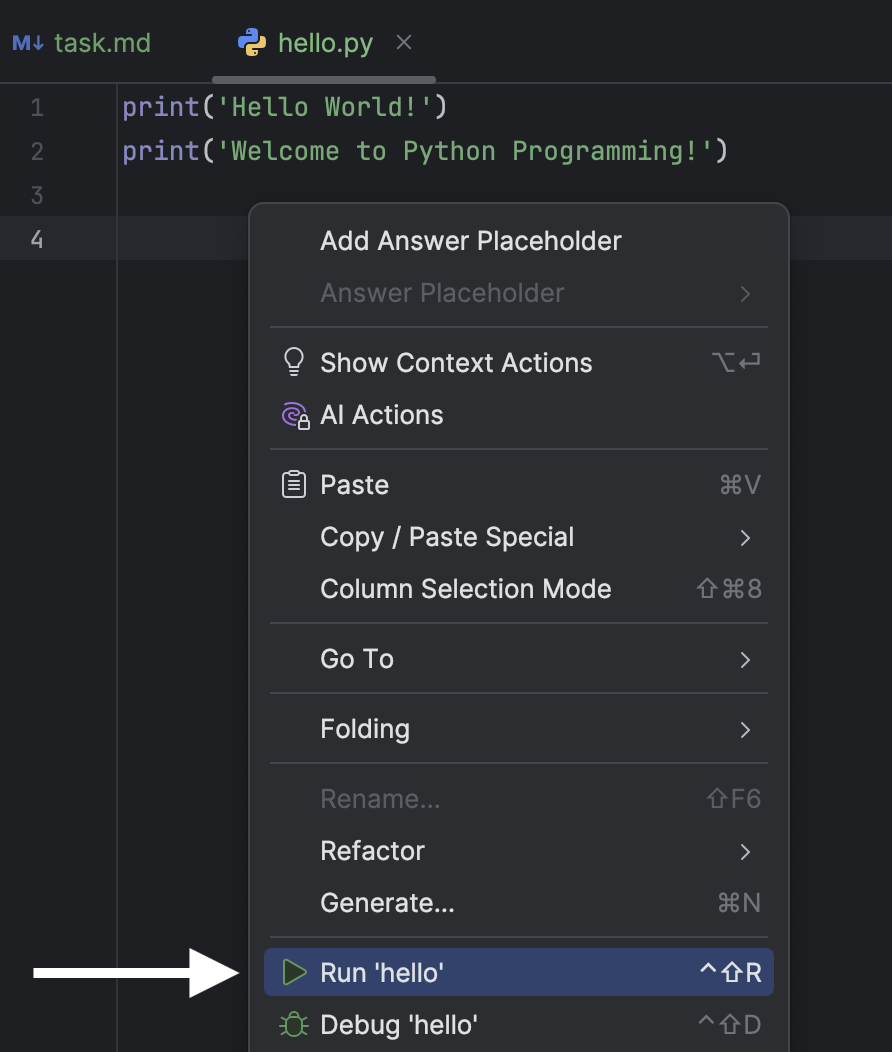 M↓ task.md hello.py ×
1 print('Hello World!')
2 print('Welcome to Python Programming!')
3
4
Add Answer Placeholder
Answer Placeholder >
Show Context Actions ⌥↩
AI Actions
Paste ⌘V
Copy / Paste Special >
Column Selection Mode ⇧⌘8
Go To >
Folding >
Rename... ⇧F6
Refactor >
Generate... ⌘N
Run 'hello' ^⇧R
Debug 'hello' ^⇧D